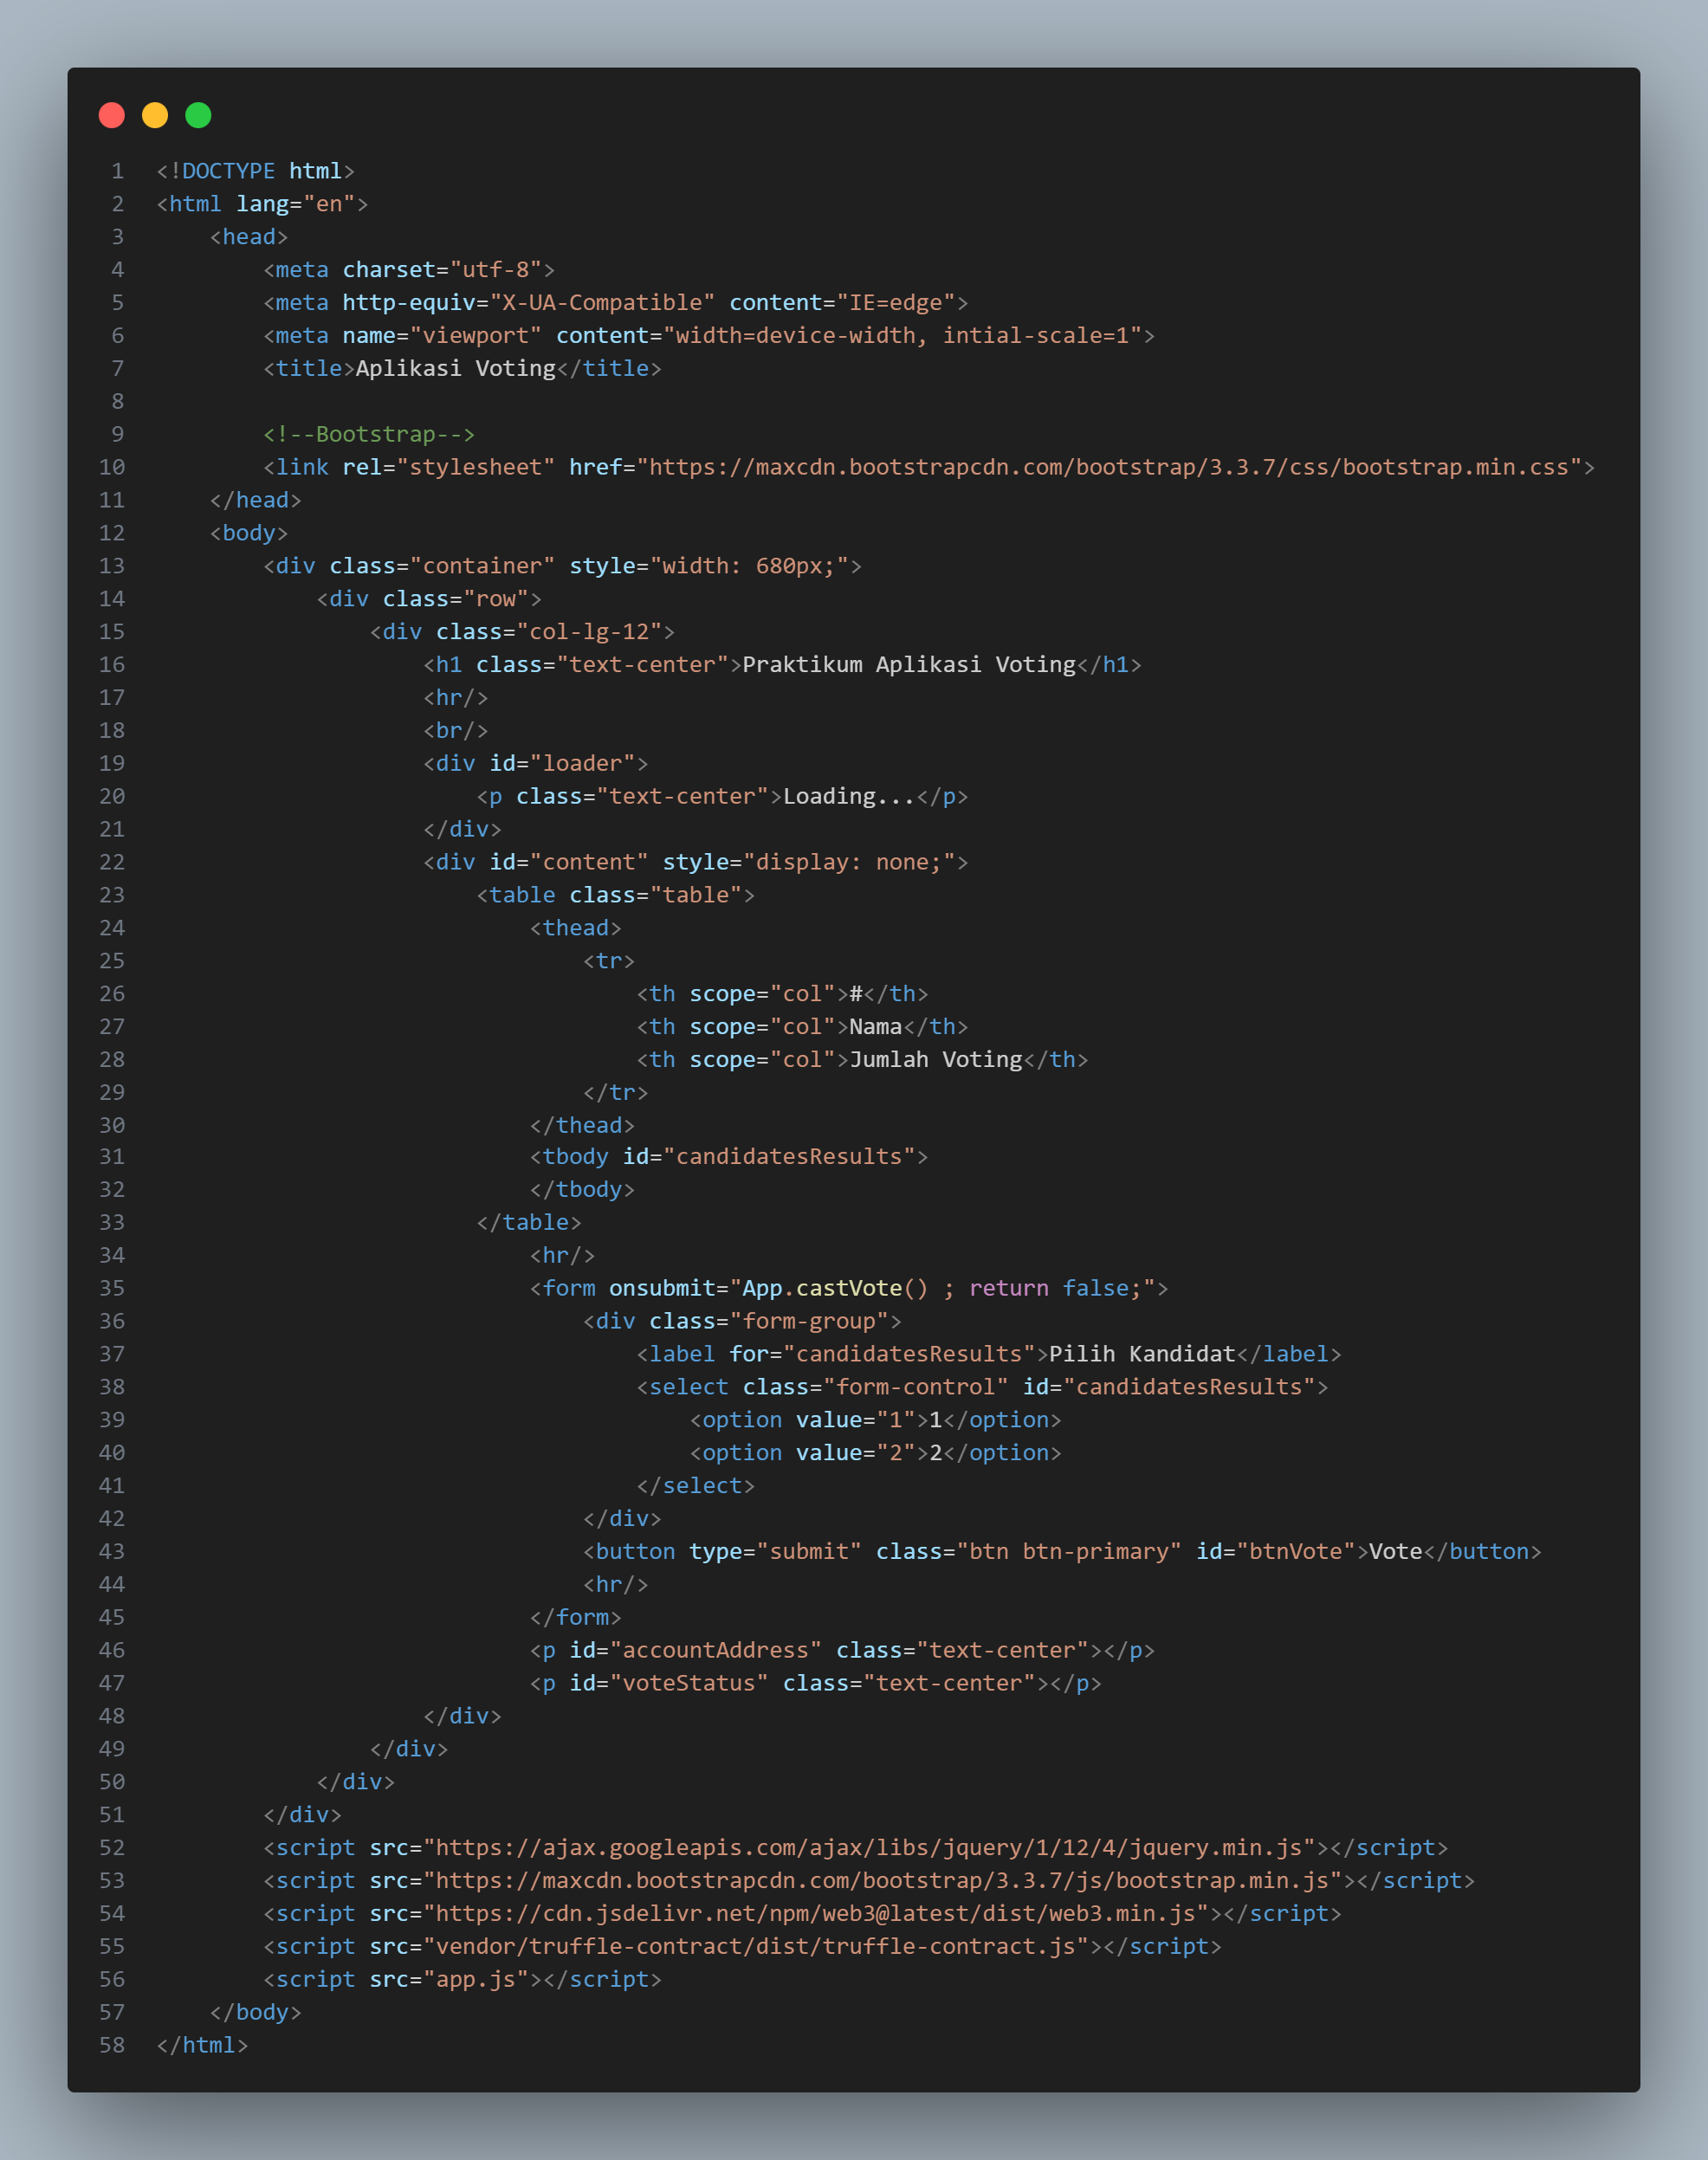 1 <!DOCTYPE html>
2 <html lang="en">
3     <head>
4         <meta charset="utf-8">
5         <meta http-equiv="X-UA-Compatible" content="IE=edge">
6         <meta name="viewport" content="width=device-width, intial-scale=1">
7         <title>Aplikasi Voting</title>
8
9         <!--Bootstrap-->
10         <link rel="stylesheet" href="https://maxcdn.bootstrapcdn.com/bootstrap/3.3.7/css/bootstrap.min.css">
11     </head>
12     <body>
13         <div class="container" style="width: 680px;">
14             <div class="row">
15                 <div class="col-lg-12">
16                     <h1 class="text-center">Praktikum Aplikasi Voting</h1>
17                     <hr/>
18                     <br/>
19                     <div id="loader">
20                         <p class="text-center">Loading...</p>
21                     </div>
22                     <div id="content" style="display: none;">
23                         <table class="table">
24                             <thead>
25                                 <tr>
26                                     <th scope="col">#</th>
27                                     <th scope="col">Nama</th>
28                                     <th scope="col">Jumlah Voting</th>
29                                 </tr>
30                             </thead>
31                             <tbody id="candidatesResults">
32                             </tbody>
33                         </table>
34                             <hr/>
35                             <form onsubmit="App.castVote() ; return false;">
36                                 <div class="form-group">
37                                     <label for="candidatesResults">Pilih Kandidat</label>
38                                     <select class="form-control" id="candidatesResults">
39                                         <option value="1">1</option>
40                                         <option value="2">2</option>
41                                     </select>
42                                 </div>
43                                 <button type="submit" class="btn btn-primary" id="btnVote">Vote</button>
44                                 <hr/>
45                             </form>
46                             <p id="accountAddress" class="text-center"></p>
47                             <p id="voteStatus" class="text-center"></p>
48                     </div>
49                 </div>
50             </div>
51         </div>
52         <script src="https://ajax.googleapis.com/ajax/libs/jquery/1/12/4/jquery.min.js"></script>
53         <script src="https://maxcdn.bootstrapcdn.com/bootstrap/3.3.7/js/bootstrap.min.js"></script>
54         <script src="https://cdn.jsdelivr.net/npm/web3@latest/dist/web3.min.js"></script>
55         <script src="vendor/truffle-contract/dist/truffle-contract.js"></script>
56         <script src="app.js"></script>
57     </body>
58 </html>